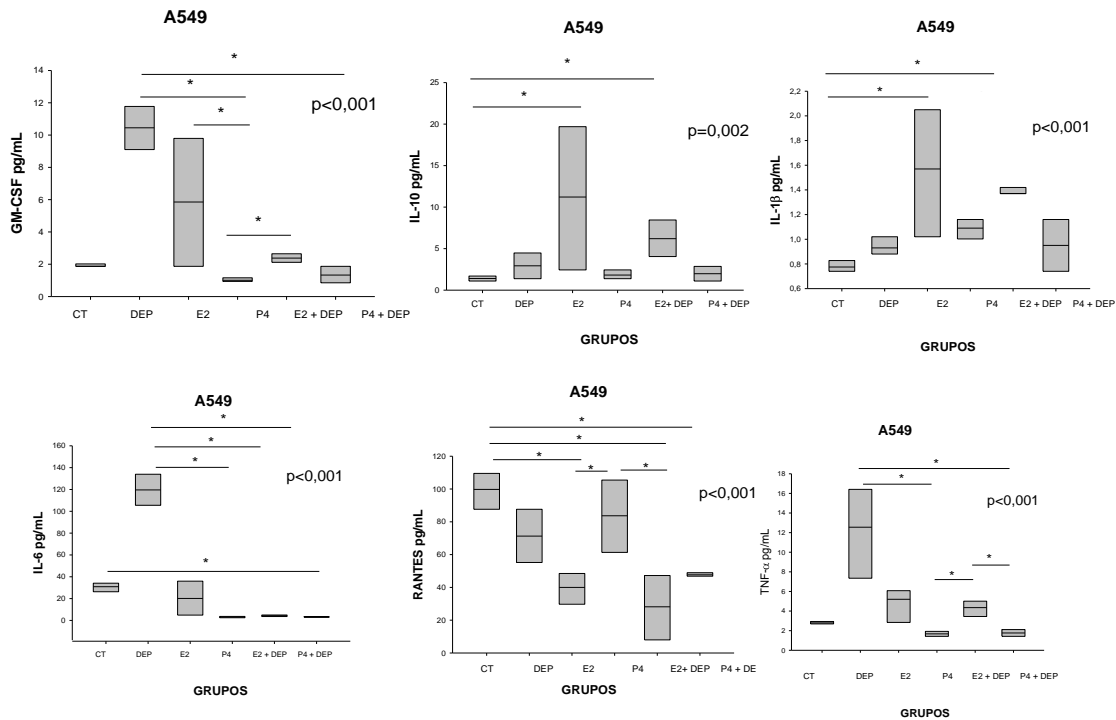 A549
GM-CSF pg/mL
14
12
10
8
6
4
2
0
* * * *
p<0,001
CT DEP E2 P4 E2 + DEP P4 + DEP
A549
IL-10 pg/mL
25
20
15
10
5
0
* *
p=0,002
CT DEP E2 P4 E2+ DEP P4 + DEP
GRUPOS
A549
IL-1β pg/mL
2,2
2,0
1,8
1,6
1,4
1,2
1,0
0,8
0,6
* *
p<0,001
CT DEP E2 P4 E2 + DEP P4 + DEP
GRUPOS
A549
IL-6 pg/mL
160
140
120
100
80
60
40
20
0
* * * *
p<0,001
CT DEP E2 P4 E2 + DEP P4 + DEP
GRUPOS
A549
RANTES pg/mL
120
100
80
60
40
20
0
* * * * *
p<0,001
CT DEP E2 P4 E2+ DEP P4 + DE
GRUPOS
A549
TNF-α pg/mL
18
16
14
12
10
8
6
4
2
0
* * * *
p<0,001
CT DEP E2 P4 E2 + DEP P4 + DEP
GRUPOS